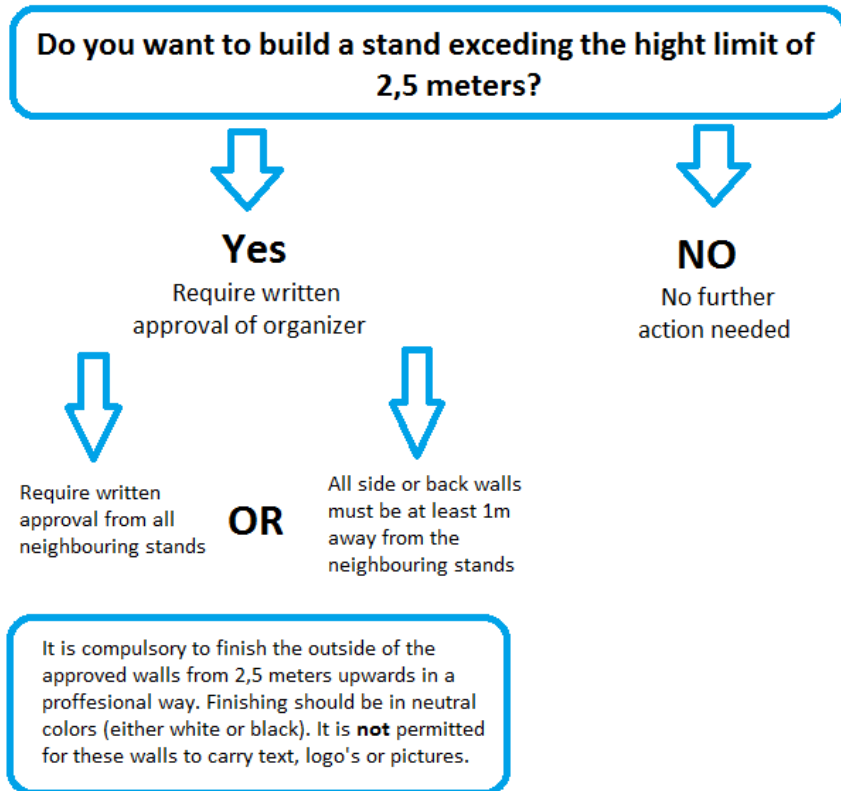 Do you want to build a stand exceding the hight limit of
2,5 meters?
Yes
Require written
approval of organizer
NO
No further
action needed
Require written
approval from all
neighbouring stands
OR
All side or back walls
must be at least 1m
away from the
neighbouring stands
It is compulsory to finish the outside of the
approved walls from 2,5 meters upwards in a
proffesional way. Finishing should be in neutral
colors (either white or black). It is not permitted
for these walls to carry text, logo's or pictures.